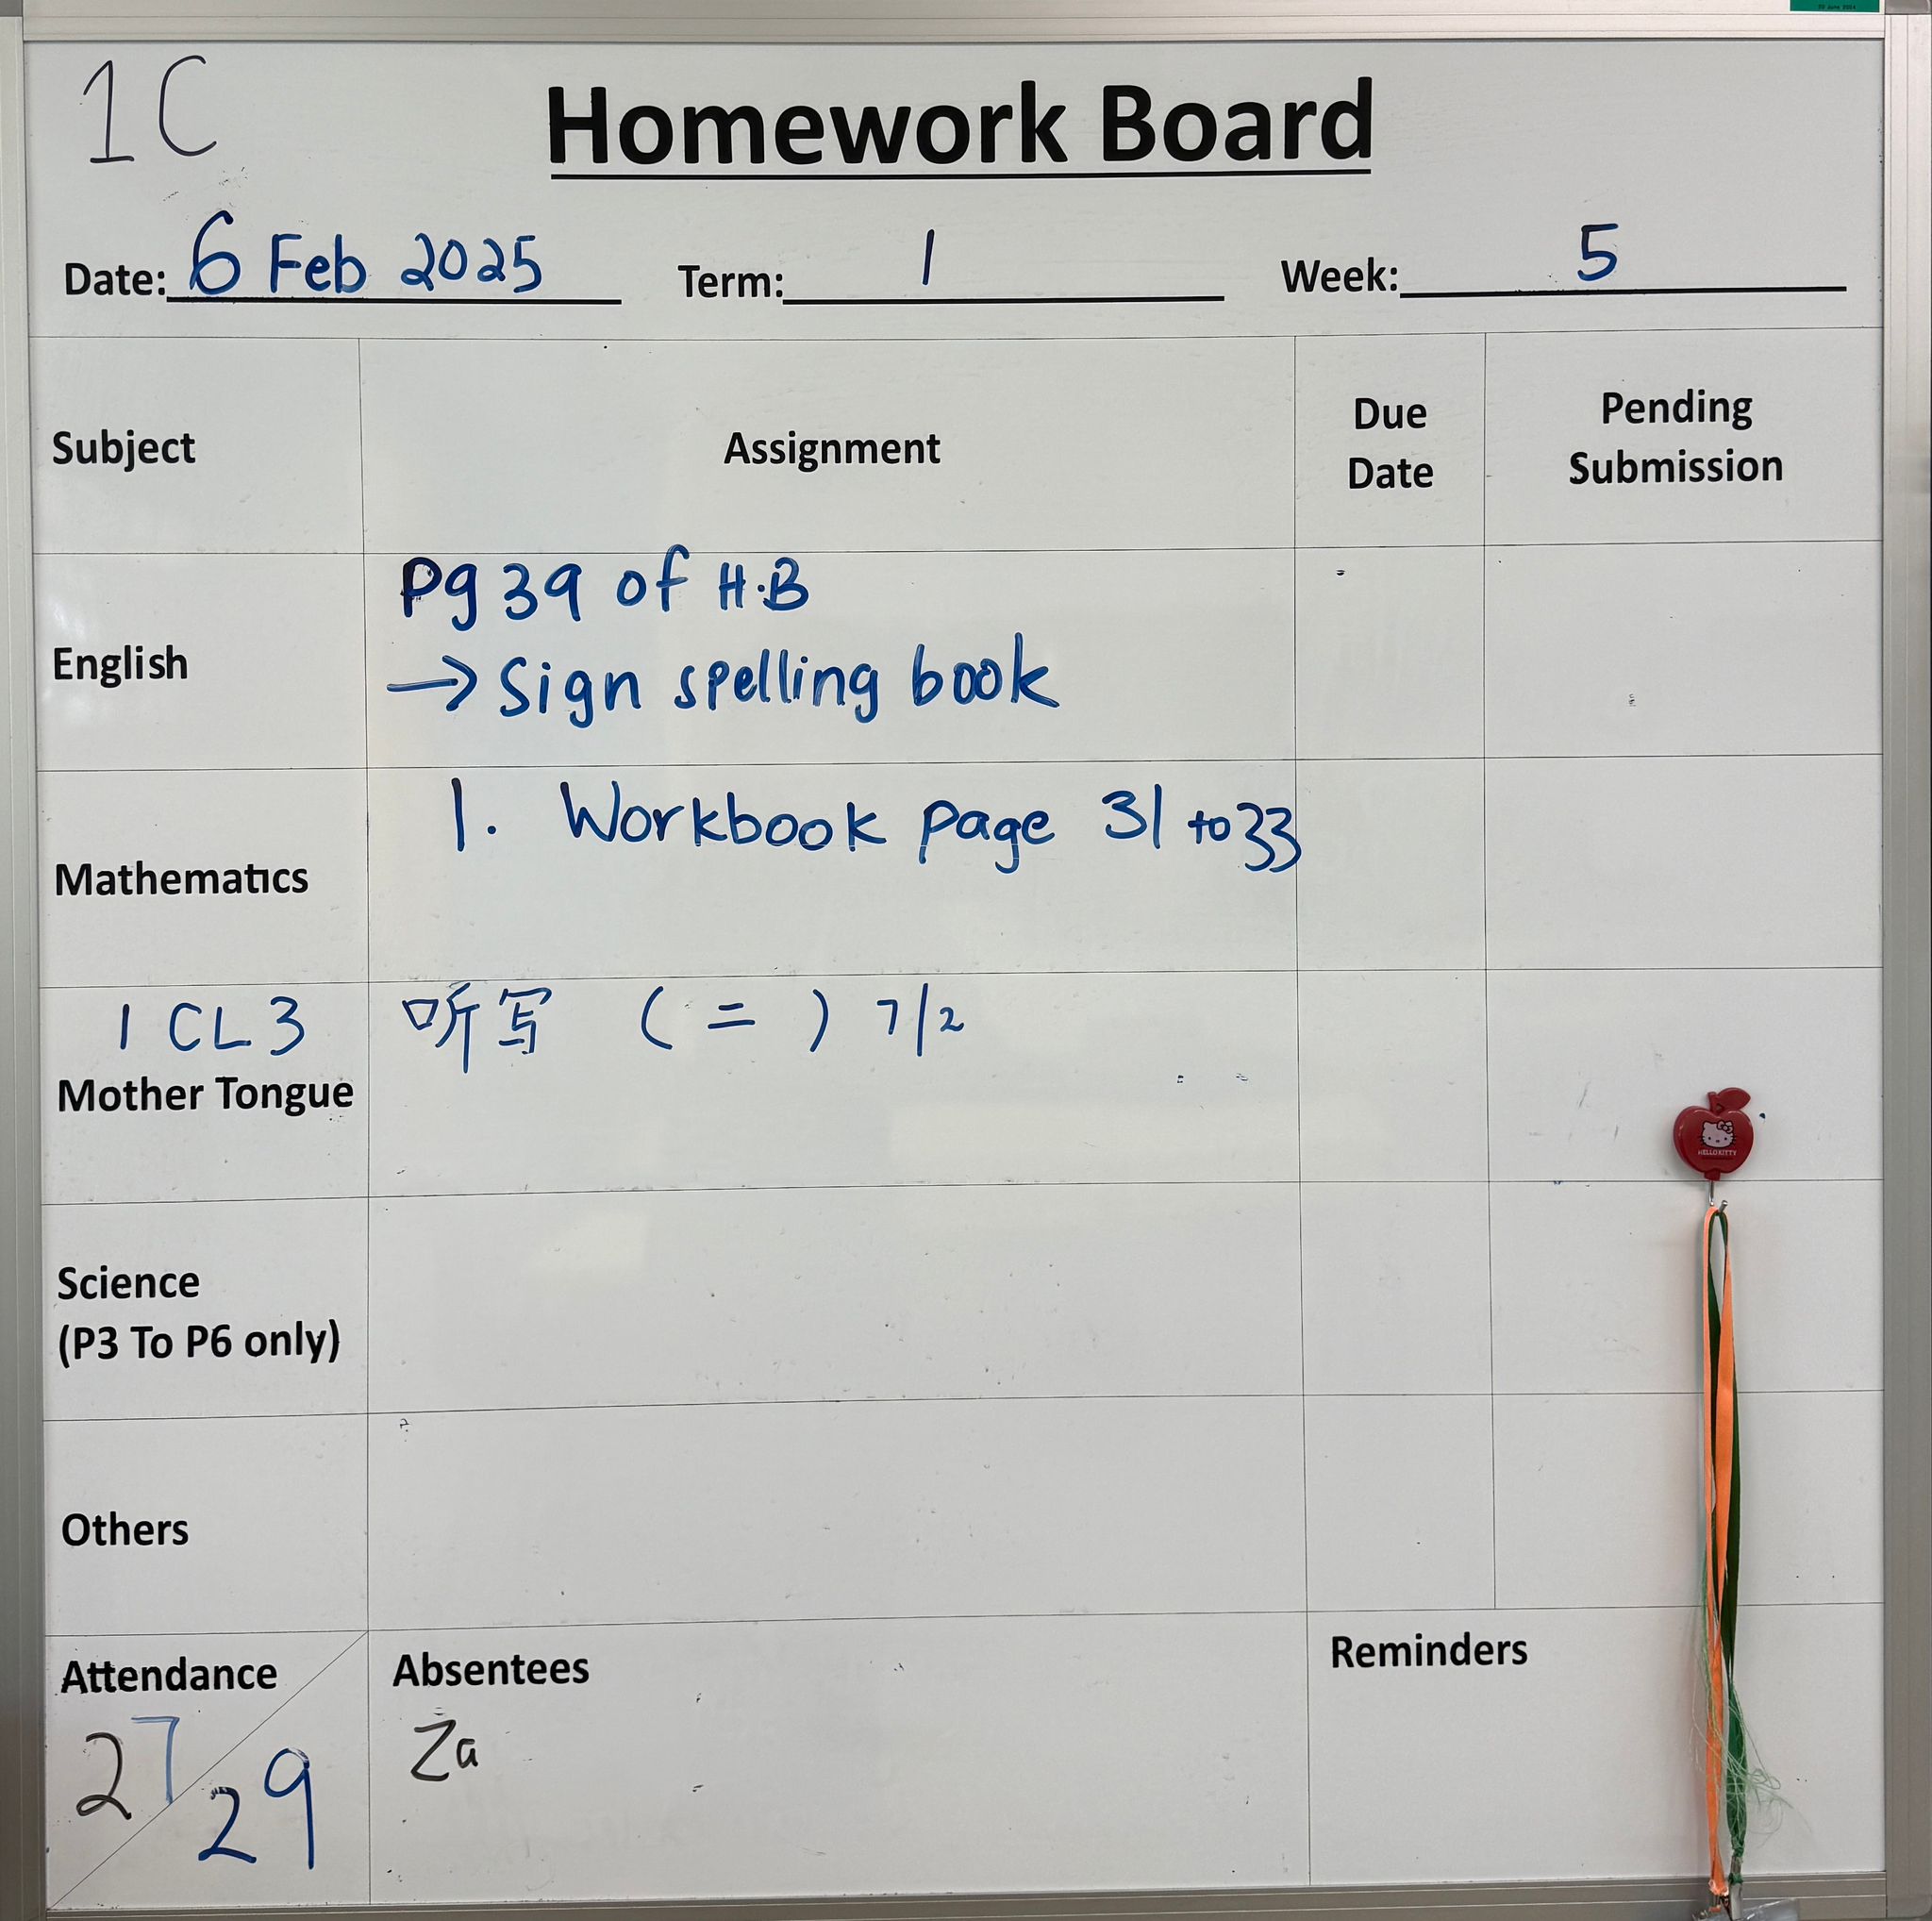 1C
Homework Board
Date: 6 Feb 2025 Term: 1 Week: 5
Subject Assignment Due Date Pending Submission
English
Pg 39 of H.B
→ Sign spelling book
Mathematics
1. Workbook page 31 to 33
1 CL 3
Mother Tongue
听写 (二) 7/2
Science
(P3 To P6 only)
Others
Attendance
27/29
Absentees
Za
Reminders
HELLO KITTY